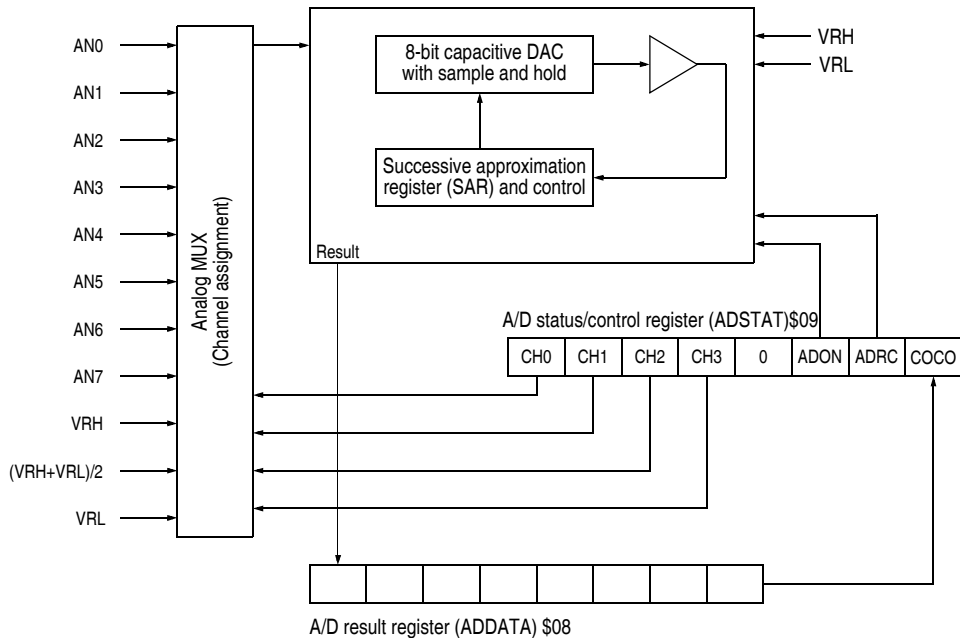 AN0
AN1
AN2
AN3
AN4
AN5
AN6
AN7
VRH
(VRH+VRL)/2
VRL
Analog MUX
(Channel assignment)
8-bit capacitive DAC
with sample and hold
Successive approximation
register (SAR) and control
Result
VRH
VRL
A/D status/control register (ADSTAT)$09
CH0 CH1 CH2 CH3 0 ADON ADRC COCO
A/D result register (ADDATA) $08